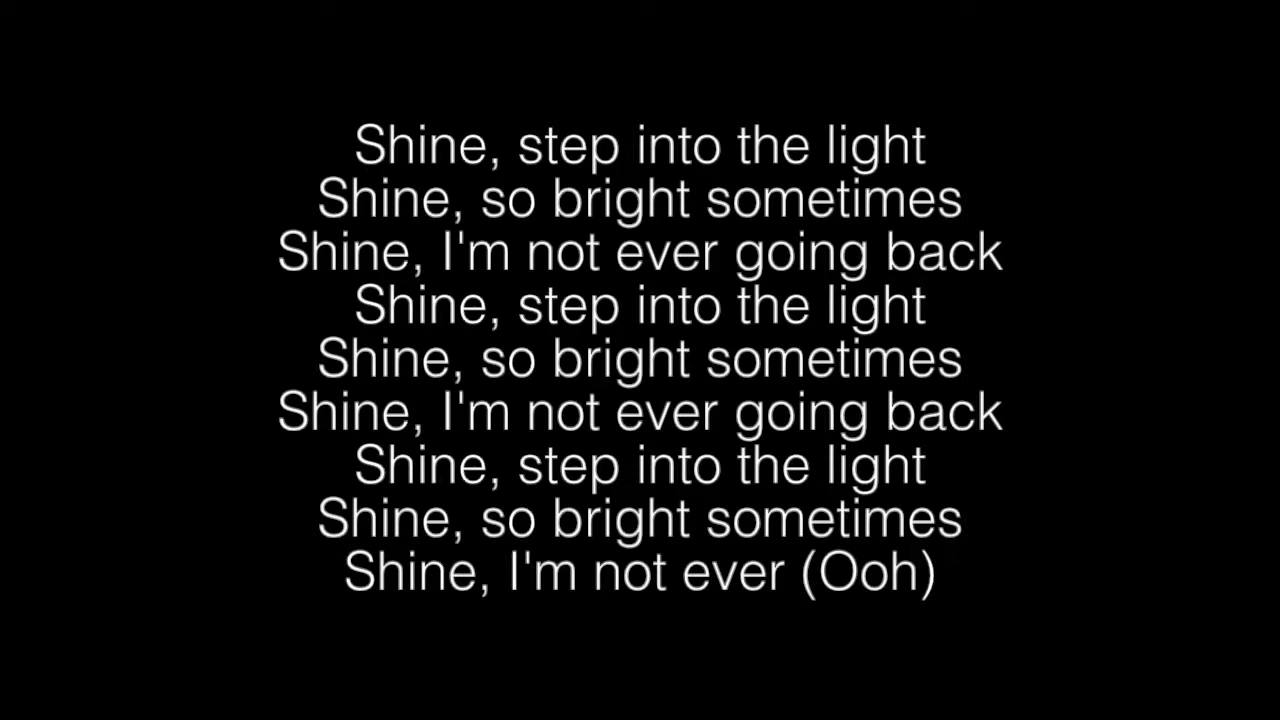 Shine, step into the light
Shine, so bright sometimes
Shine, I'm not ever going back
Shine, step into the light
Shine, so bright sometimes
Shine, I'm not ever going back
Shine, step into the light
Shine, so bright sometimes
Shine, I'm not ever (Ooh)